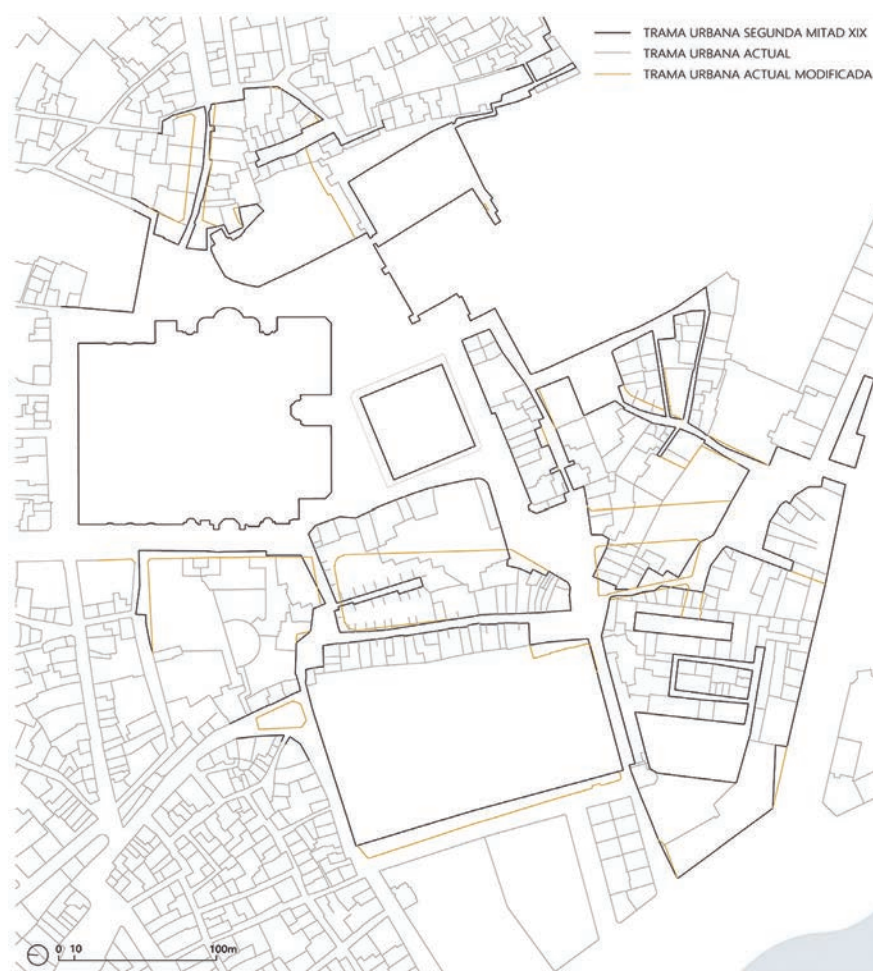 TRAMA URBANA SEGUNDA MITAD XIX
TRAMA URBANA ACTUAL
TRAMA URBANA ACTUAL MODIFICADA
0 10 100m